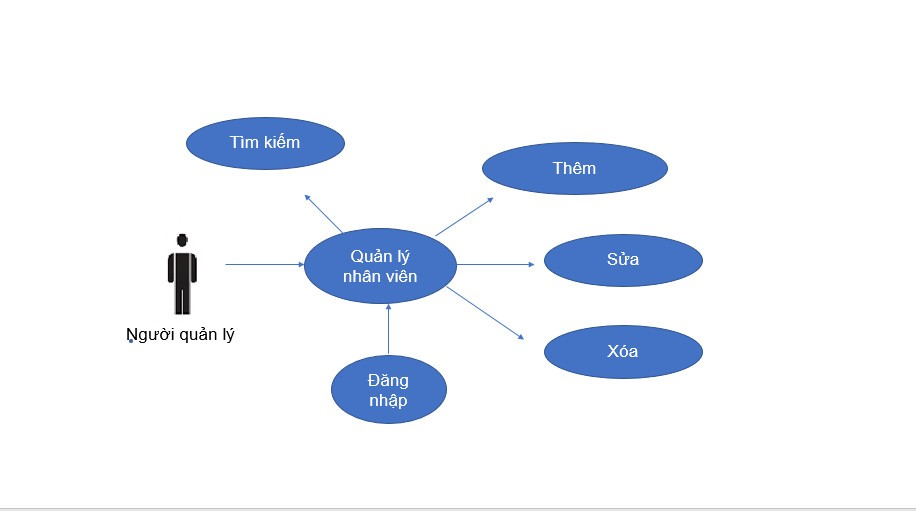 Tìm kiếm
Thêm
Quản lý
nhân viên
Sửa
Người quản lý
Xóa
Đăng
nhập